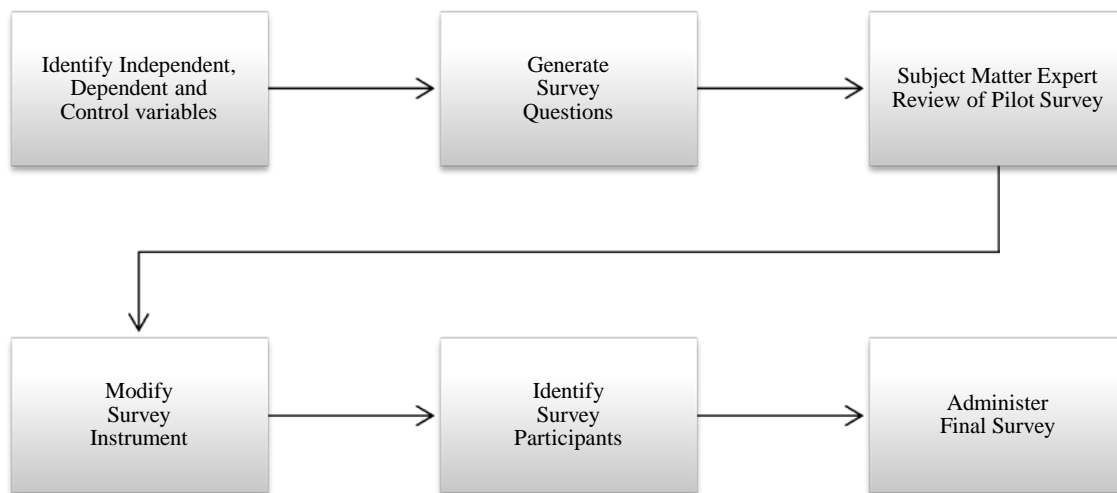 Identify Independent,
Dependent and
Control variables
Generate
Survey
Questions
Subject Matter Expert
Review of Pilot Survey
Modify
Survey
Instrument
Identify
Survey
Participants
Administer
Final Survey